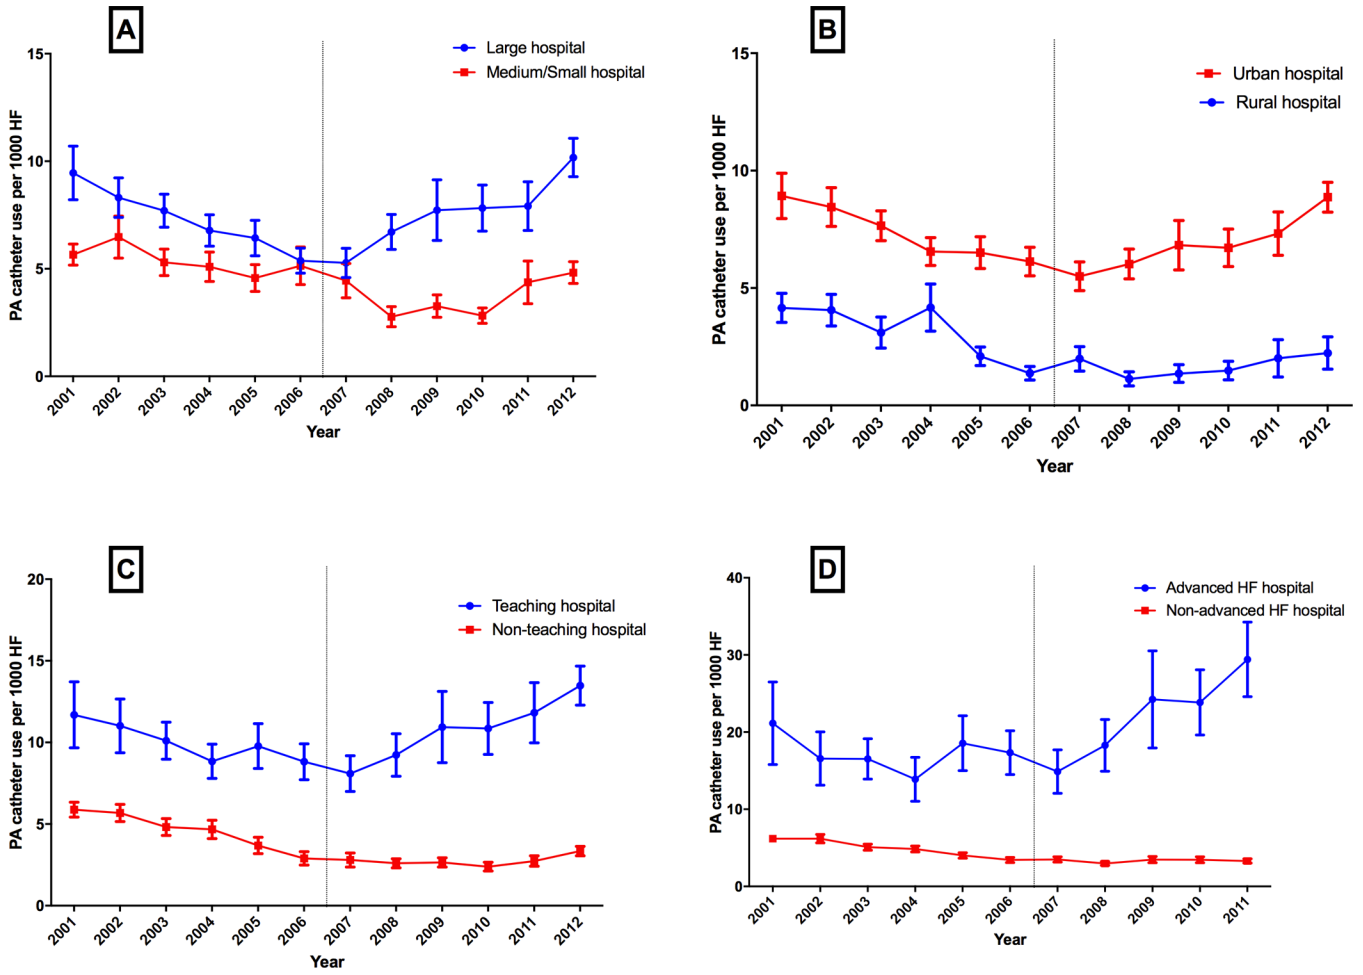 A
PA catheter use per 1000 HF
15
10
5
0
Large hospital
Medium/Small hospital
2001 2002 2003 2004 2005 2006 2007 2008 2009 2010 2011 2012
Year
B
PA catheter use per 1000 HF
15
10
5
0
Urban hospital
Rural hospital
2001 2002 2003 2004 2005 2006 2007 2008 2009 2010 2011 2012
Year
C
PA catheter use per 1000 HF
20
15
10
5
0
Teaching hospital
Non-teaching hospital
2001 2002 2003 2004 2005 2006 2007 2008 2009 2010 2011 2012
Year
D
PA catheter use per 1000 HF
40
30
20
10
0
Advanced HF hospital
Non-advanced HF hospital
2001 2002 2003 2004 2005 2006 2007 2008 2009 2010 2011
Year